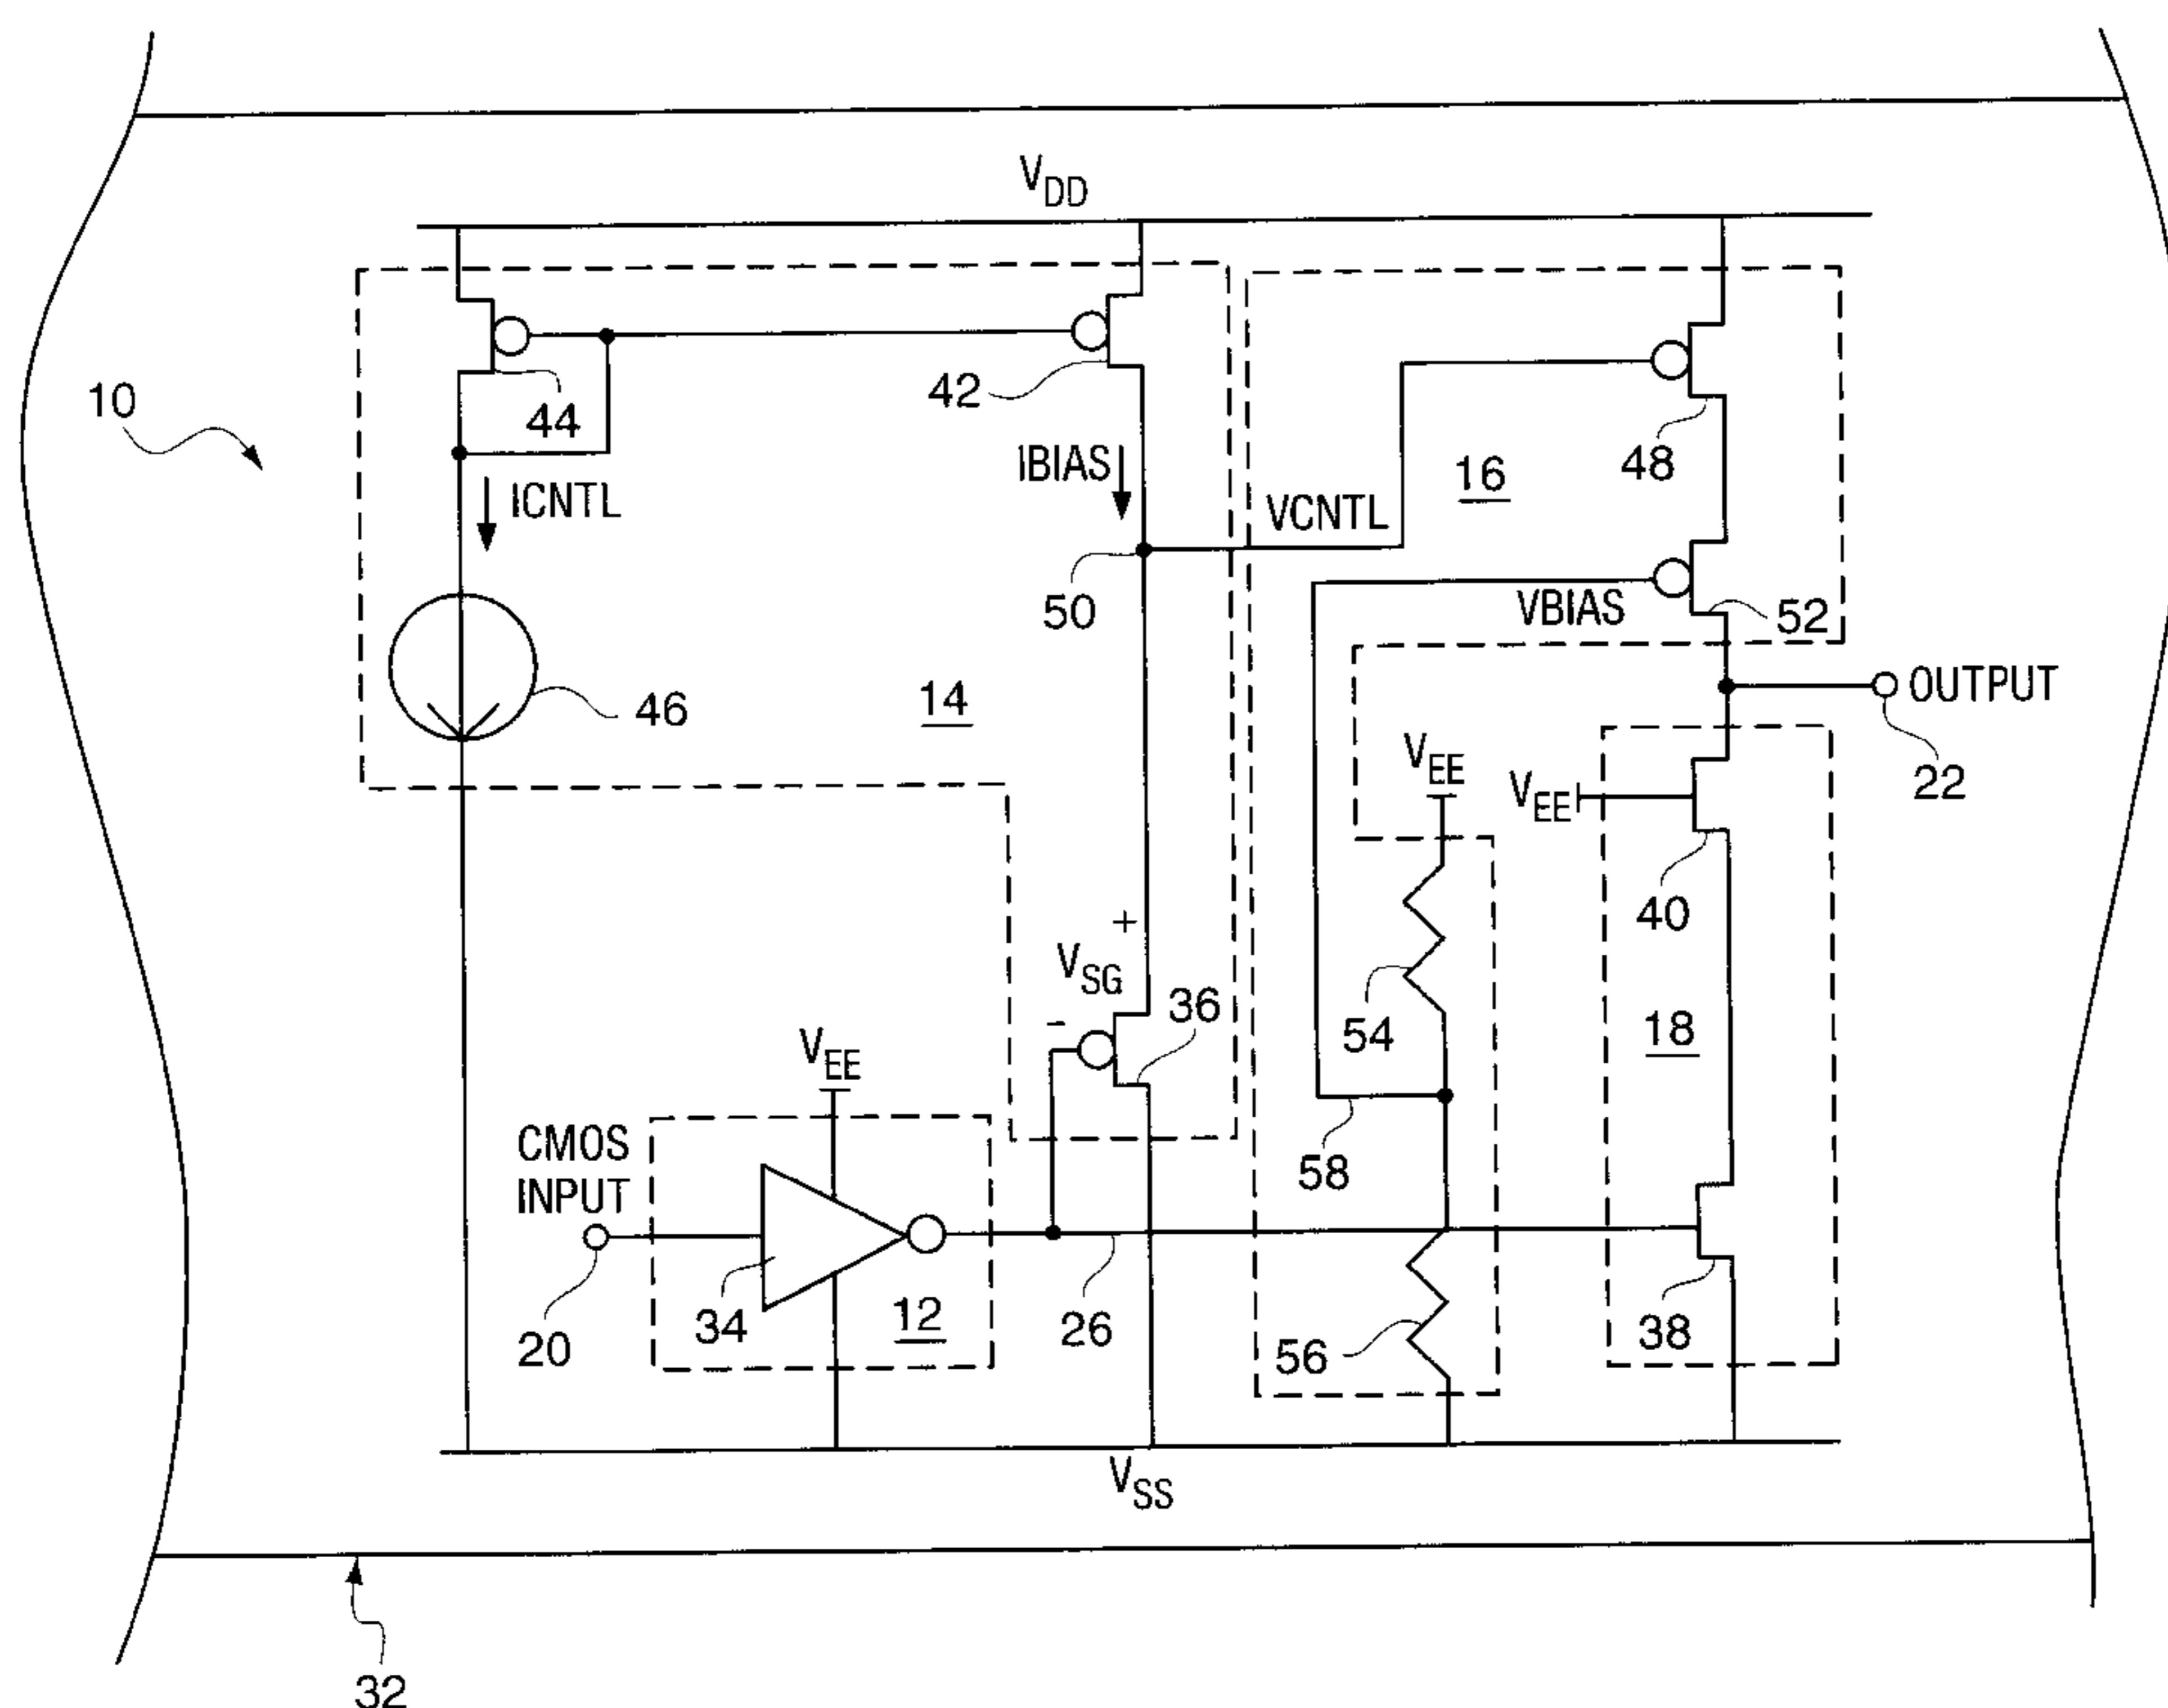 VDD
10
44
42
48
ICNTL
IBIAS
VCNTL
16
50
VBIAS
52
46
14
OUTPUT
22
VEE
VEE
40
+
VSG
-
36
54
18
VEE
CMOS
INPUT
58
20
34
12
26
56
38
VSS
32